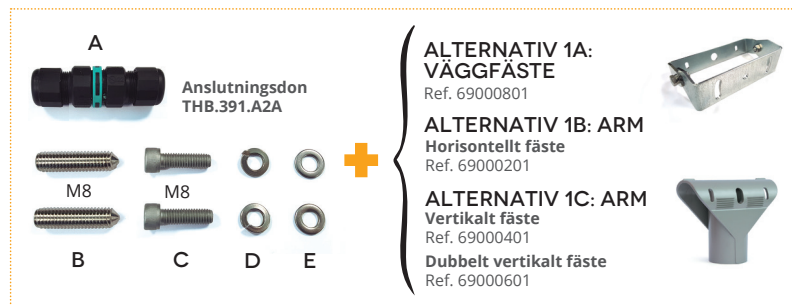 A
Anslutningsdon
THB.391.A2A
M8
M8
B
C
D
E
ALTERNATIV 1A:
VÄGGFÄSTE
Ref. 69000801
ALTERNATIV 1B: ARM
Horisontellt fäste
Ref. 69000201
ALTERNATIV 1C: ARM
Vertikalt fäste
Ref. 69000401
Dubbelt vertikalt fäste
Ref. 69000601